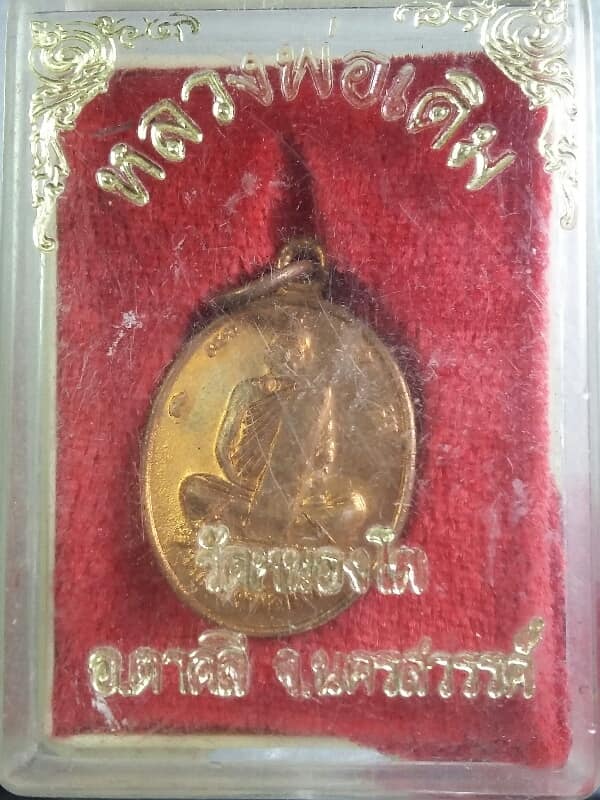 หลวงพ่อเดิม
วัดหนองโต
อ.ตาคลี จ.นครสวรรค์